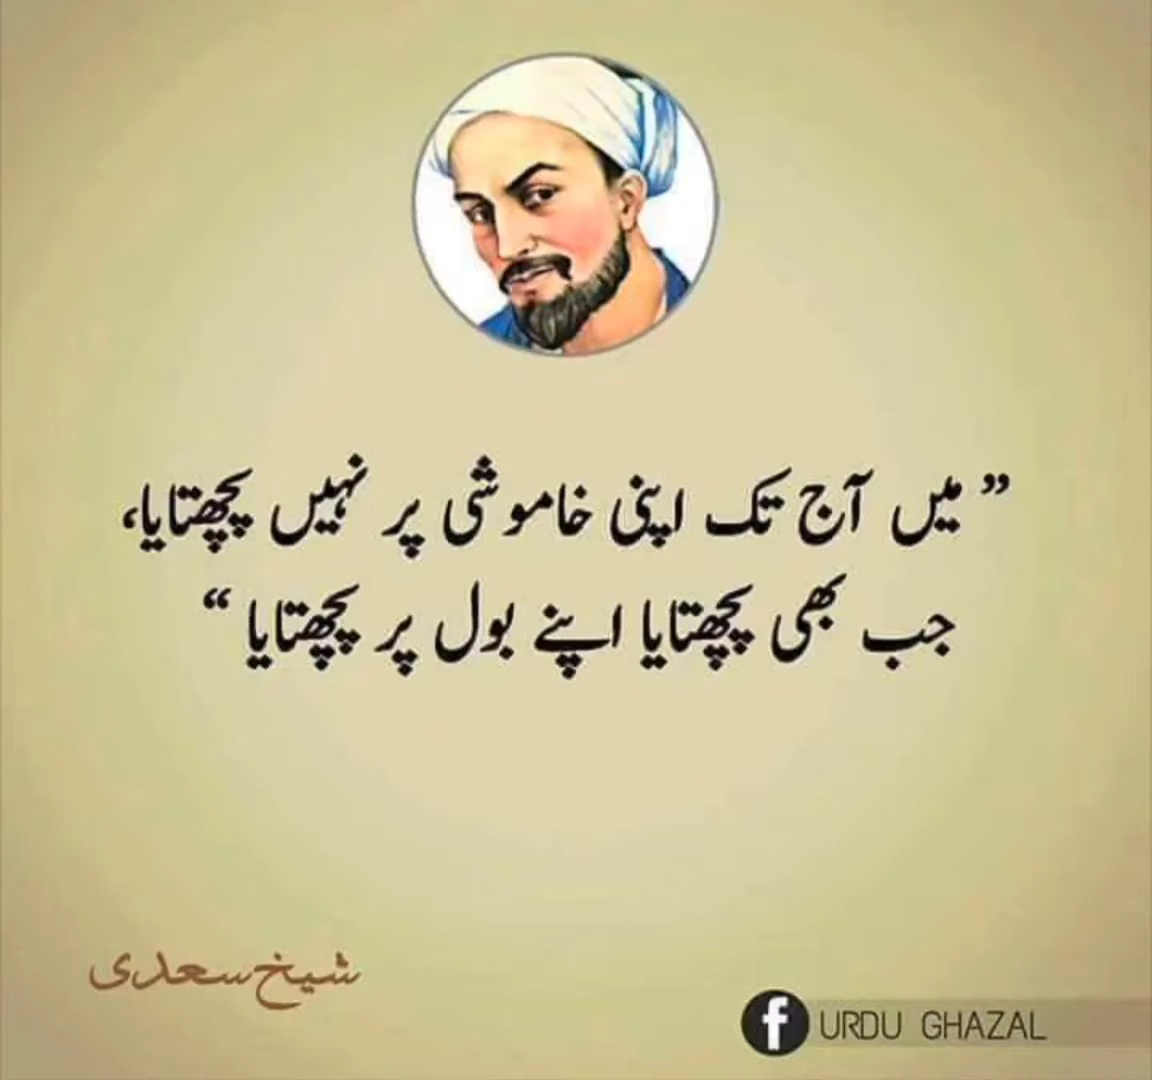 ” میں آج تک اپنی خاموشی پر نہیں پچھتایا،
جب بھی پچھتایا اپنے بول پر پچھتایا “
شیخ سعدی
f URDU GHAZAL